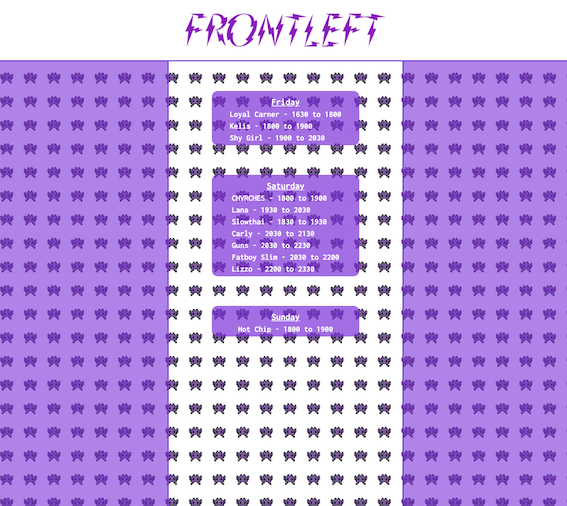 FRONTLEFT
Friday
Loyal Carner - 1630 to 1800
Kelis - 1800 to 1900
Shy Girl - 1900 to 2030
Saturday
CHVRCHES - 1800 to 1900
Lana - 1930 to 2030
Slowthai - 1830 to 1930
Carly - 2030 to 2130
Guns - 2030 to 2230
Fatboy Slim - 2030 to 2200
Lizzo - 2200 to 2330
Sunday
Hot Chip - 1800 to 1900